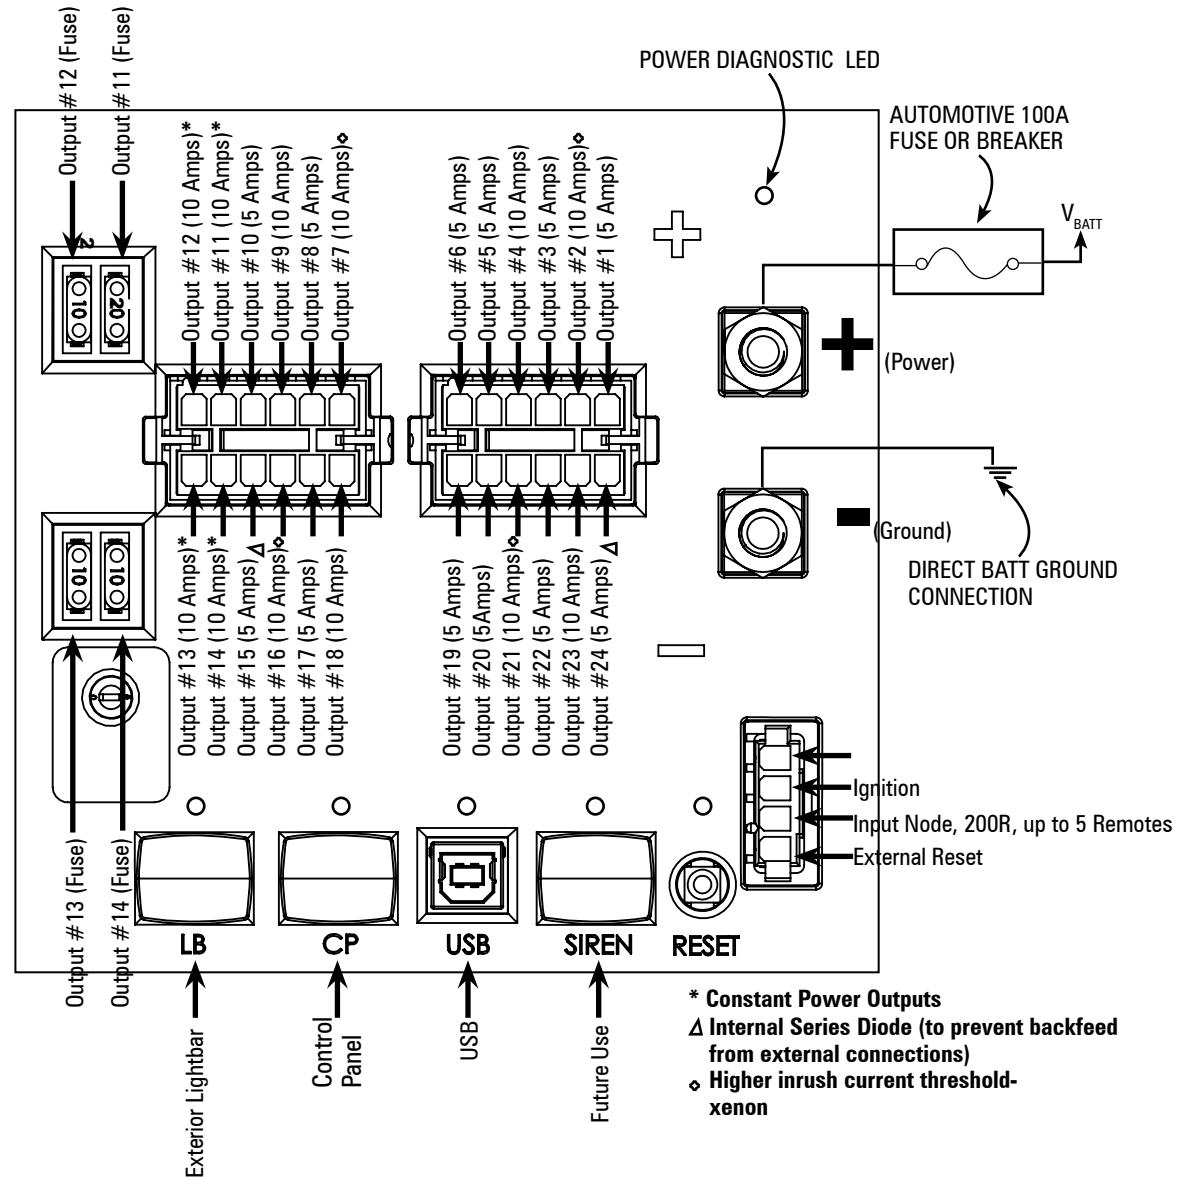 Output #12 (Fuse)
Output #11 (Fuse)
POWER DIAGNOSTIC LED
AUTOMOTIVE 100A
FUSE OR BREAKER
VBATT
Output #12 (10 Amps)*
Output #11 (10 Amps)*
Output #10 (5 Amps)
Output #9 (10 Amps)
Output #8 (5 Amps)
Output #7 (10 Amps)⋄
Output #6 (5 Amps)
Output #5 (5 Amps)
Output #4 (10 Amps)
Output #3 (5 Amps)
Output #2 (10 Amps)⋄
Output #1 (5 Amps)
2
10
20
+
(Power)
-
(Ground)
DIRECT BATT GROUND
CONNECTION
10
10
Output #13 (10 Amps)*
Output #14 (10 Amps)*
Output #15 (5 Amps)Δ
Output #16 (10 Amps)⋄
Output #17 (5 Amps)
Output #18 (10 Amps)
Output #19 (5 Amps)
Output #20 (5Amps)
Output #21 (10 Amps)⋄
Output #22 (5 Amps)
Output #23 (10 Amps)
Output #24 (5 Amps)Δ
Ignition
Input Node, 200R, up to 5 Remotes
External Reset
Output #13 (Fuse)
Output #14 (Fuse)
LB
CP
USB
SIREN
RESET
Exterior Lightbar
Control
Panel
USB
Future Use
* Constant Power Outputs
Δ Internal Series Diode (to prevent backfeed
from external connections)
⋄ Higher inrush current threshold-
xenon